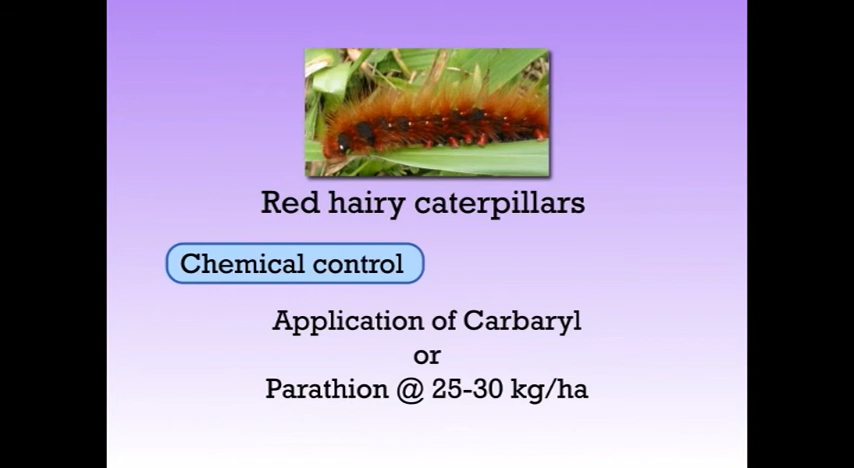 Red hairy caterpillars
Chemical control
Application of Carbaryl
or
Parathion @ 25-30 kg/ha